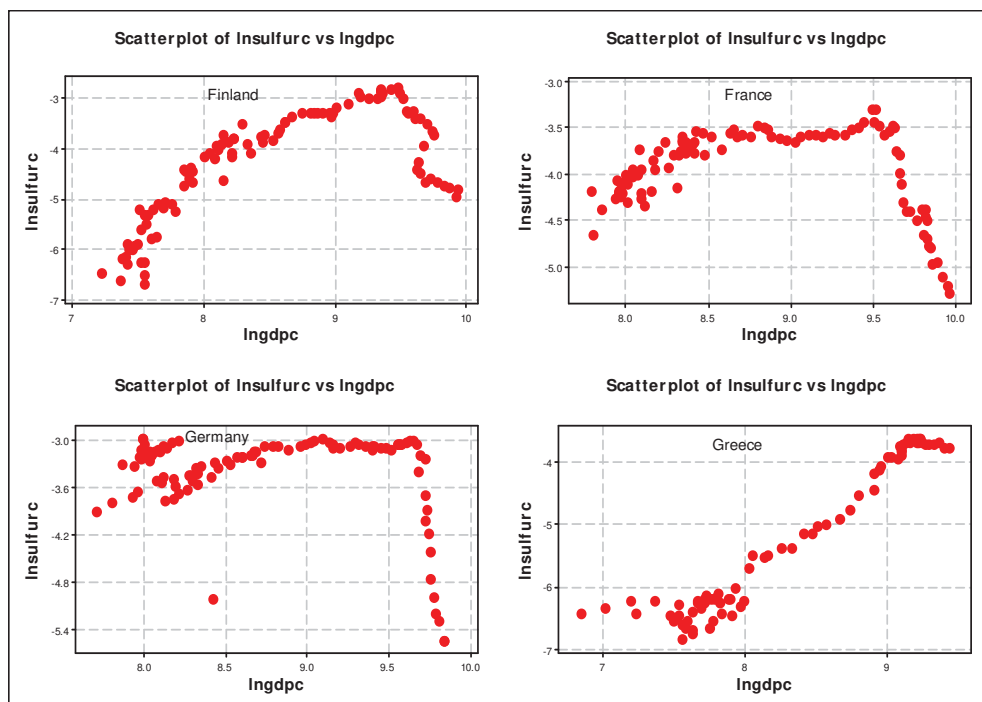 Scatterplot of lnsulfurc vs lngdpc
Finland
-3
-4
-5
-6
-7
7
8
9
10
lnsulfurc
lngdpc
Scatterplot of lnsulfurc vs lngdpc
France
-3.0
-3.5
-4.0
-4.5
-5.0
8.0
8.5
9.0
9.5
10.0
lnsulfurc
lngdpc
Scatterplot of lnsulfurc vs lngdpc
Germany
-3.0
-3.6
-4.2
-4.8
-5.4
8.0
8.5
9.0
9.5
10.0
lnsulfurc
lngdpc
Scatterplot of lnsulfurc vs lngdpc
Greece
-4
-5
-6
-7
7
8
9
lnsulfurc
lngdpc